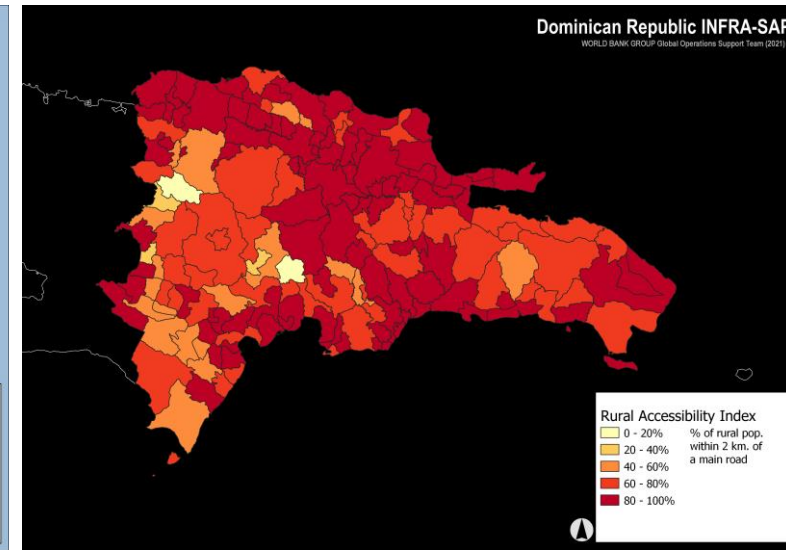 Dominican Republic INFRA-SAP
WORLD BANK GROUP Global Operations Support Team (2021)
Rural Accessibility Index
0 - 20%
20 - 40%
40 - 60%
60 - 80%
80 - 100%
% of rural pop.
within 2 km. of
a main road